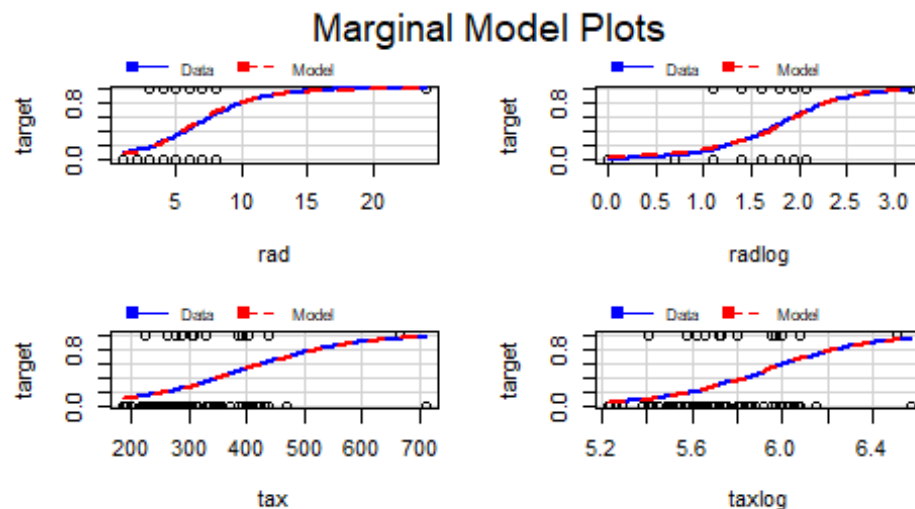 Marginal Model Plots
Data Model
target
0.0 0.8
5 10 15 20
rad
Data Model
target
0.0 0.8
0.0 0.5 1.0 1.5 2.0 2.5 3.0
radlog
Data Model
target
0.0 0.8
200 300 400 500 600 700
tax
Data Model
target
0.0 0.8
5.2 5.6 6.0 6.4
taxlog